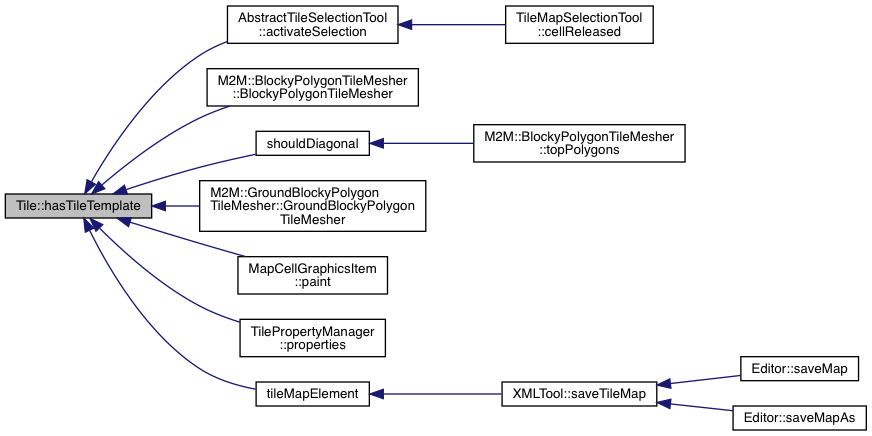 AbstractTileSelectionTool
::activateSelection
TileMapSelectionTool
::cellReleased
M2M::BlockyPolygonTileMesher
::BlockyPolygonTileMesher
shouldDiagonal
M2M::BlockyPolygonTileMesher
::topPolygons
Tile::hasTileTemplate
M2M::GroundBlockyPolygon
TileMesher::GroundBlockyPolygon
TileMesher
MapCellGraphicsItem
::paint
TilePropertyManager
::properties
tileMapElement
XMLTool::saveTileMap
Editor::saveMap
Editor::saveMapAs